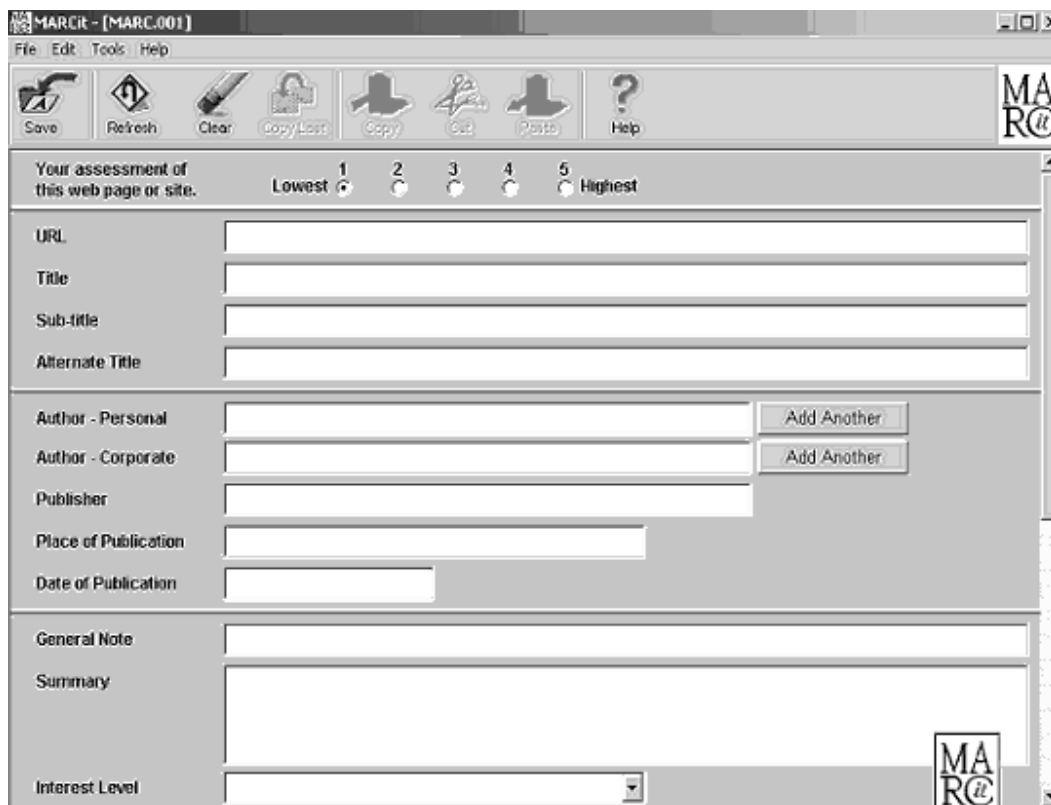 MARCit - [MARC.001]
File Edit Tools Help
Save Refresh Clear Copy Last Copy Cut Paste Help
MA
RC it
Your assessment of
this web page or site.
Lowest 1 2 3 4 5 Highest
URL
Title
Sub-title
Alternate Title
Author - Personal Add Another
Author - Corporate Add Another
Publisher
Place of Publication
Date of Publication
General Note
Summary
Interest Level
MA
RC it